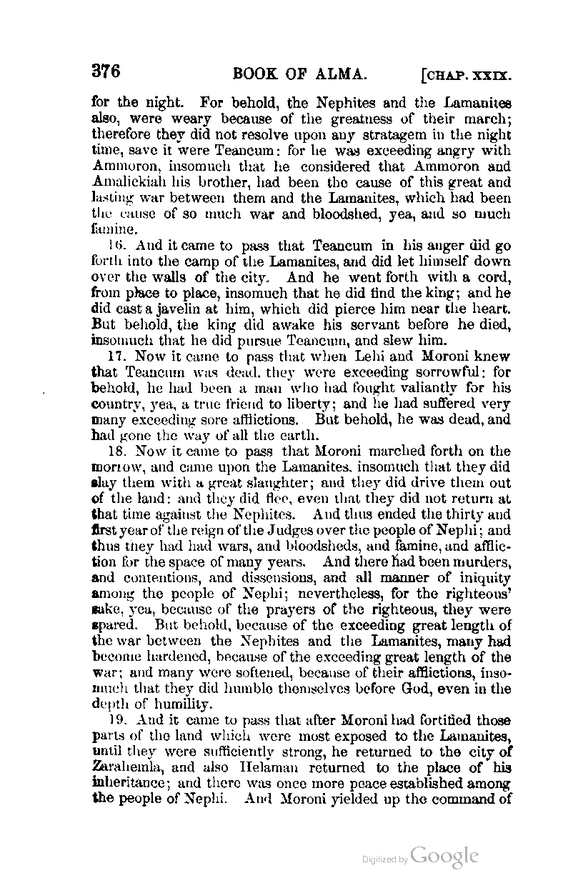 376 BOOK OF ALMA. [CHAP. XXIX.
for the night. For behold, the Nephites and the Lamanites
also, were weary because of the greatness of their march;
therefore they did not resolve upon any stratagem in the night
time, save it were Teancum: for he was exceeding angry with
Ammoron, insomuch that he considered that Ammoron and
Amalickiah his brother, had been the cause of this great and
lasting war between them and the Lamanites, which had been
the cause of so much war and bloodshed, yea, and so much
famine.
16. And it came to pass that Teancum in his anger did go
forth into the camp of the Lamanites, and did let himself down
over the walls of the city. And he went forth with a cord,
from place to place, insomuch that he did find the king; and he
did cast a javelin at him, which did pierce him near the heart.
But behold, the king did awake his servant before he died,
insomuch that he did pursue Teancum, and slew him.
17. Now it came to pass that when Lehi and Moroni knew
that Teancum was dead, they were exceeding sorrowful: for
behold, he had been a man who had fought valiantly for his
country, yea, a true friend to liberty; and he had suffered very
many exceeding sore afflictions. But behold, he was dead, and
had gone the way of all the earth.
18. Now it came to pass that Moroni marched forth on the
morrow, and came upon the Lamanites, insomuch that they did
slay them with a great slaughter; and they did drive them out
of the land: and they did flee, even that they did not return at
that time against the Nephites. And thus ended the thirty and
first year of the reign of the Judges over the people of Nephi; and
thus they had had wars, and bloodsheds, and famine, and afflic-
tion for the space of many years. And there had been murders,
and contentions, and dissensions, and all manner of iniquity
among the people of Nephi; nevertheless, for the righteous'
sake, yea, because of the prayers of the righteous, they were
spared. But behold, because of the exceeding great length of
the war between the Nephites and the Lamanites, many had
become hardened, because of the exceeding great length of the
war; and many were softened, because of their afflictions, inso-
much that they did humble themselves before God, even in the
depth of humility.
19. And it came to pass that after Moroni had fortified those
parts of the land which were most exposed to the Lamanites,
until they were sufficiently strong, he returned to the city of
Zarahemla, and also Helaman returned to the place of his
inheritance; and there was once more peace established among
the people of Nephi. And Moroni yielded up the command of
Digitized by Google